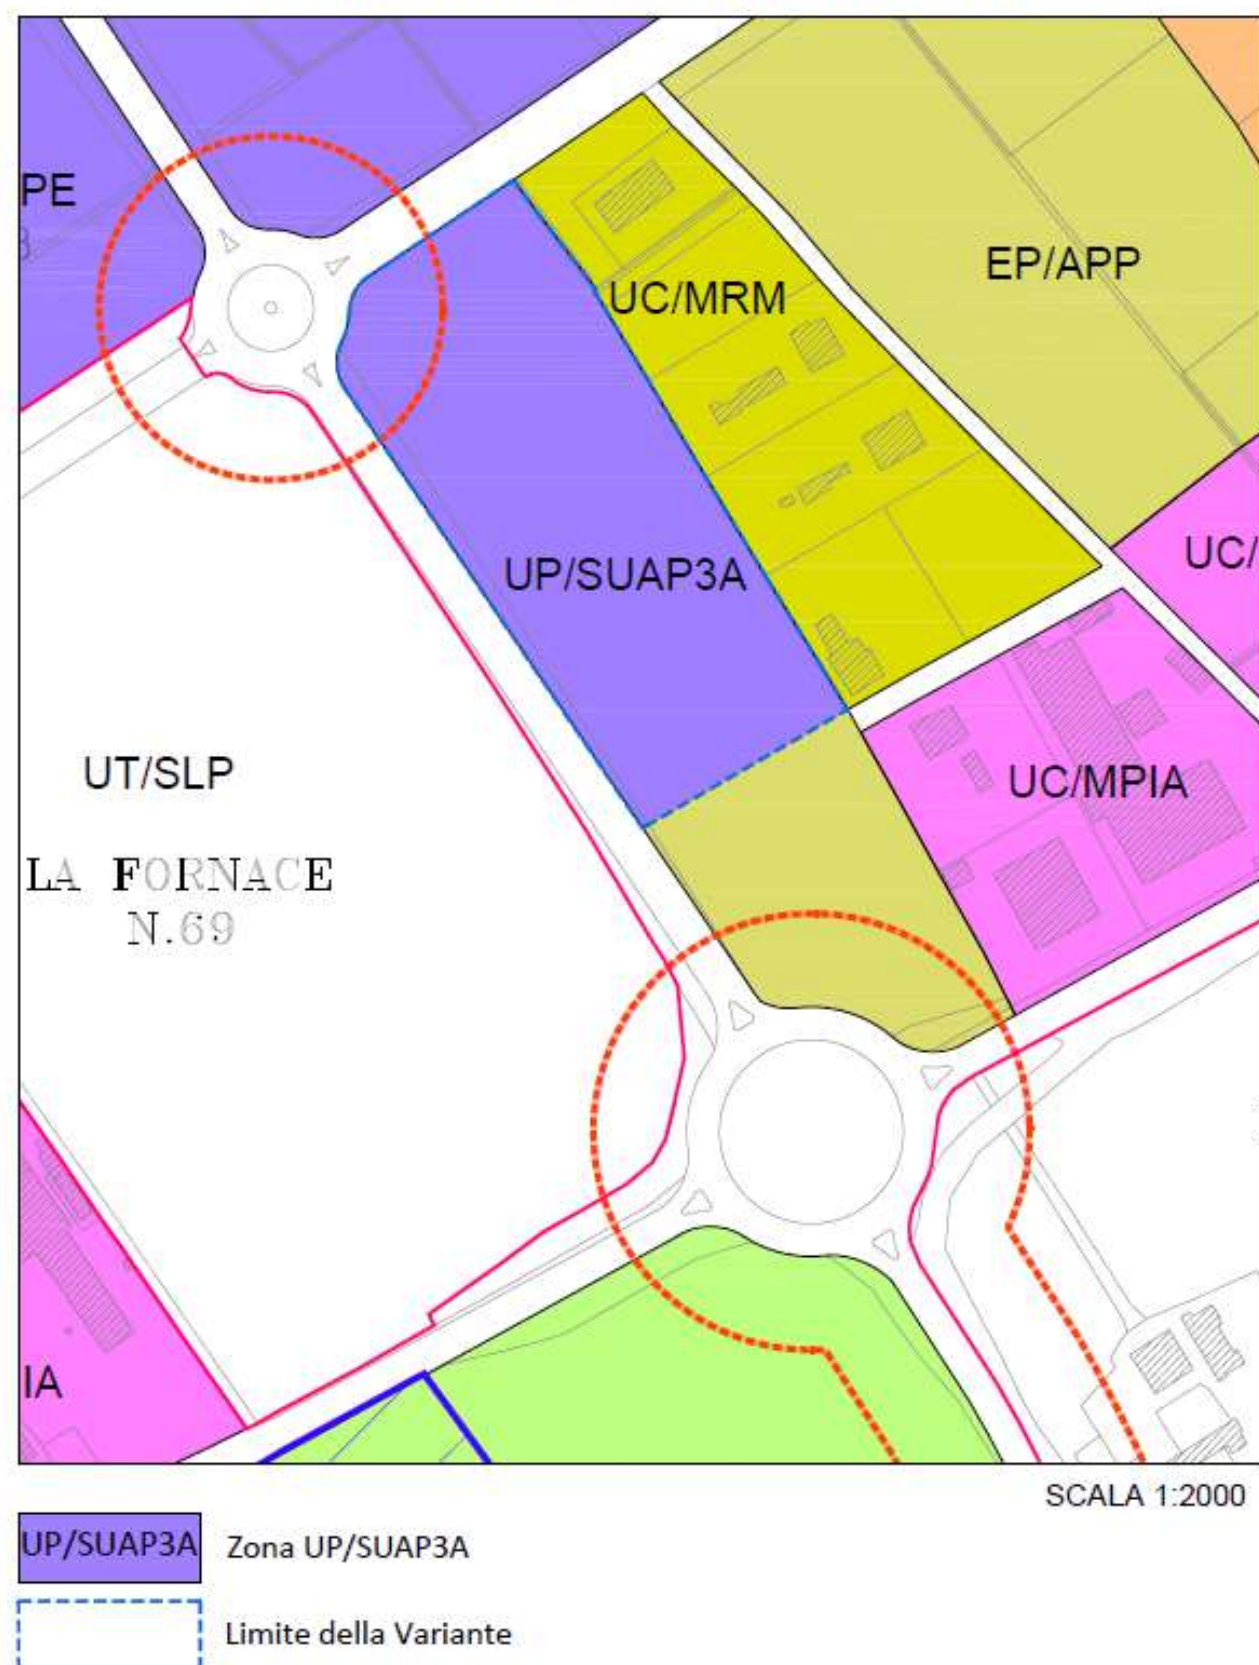 PE
EP/APP
UC/MRM
UC/
UP/SUAP3A
UT/SLP
UC/MPIA
LA FORNACE
N.69
IA
SCALA 1:2000
UP/SUAP3A Zona UP/SUAP3A
Limite della Variante